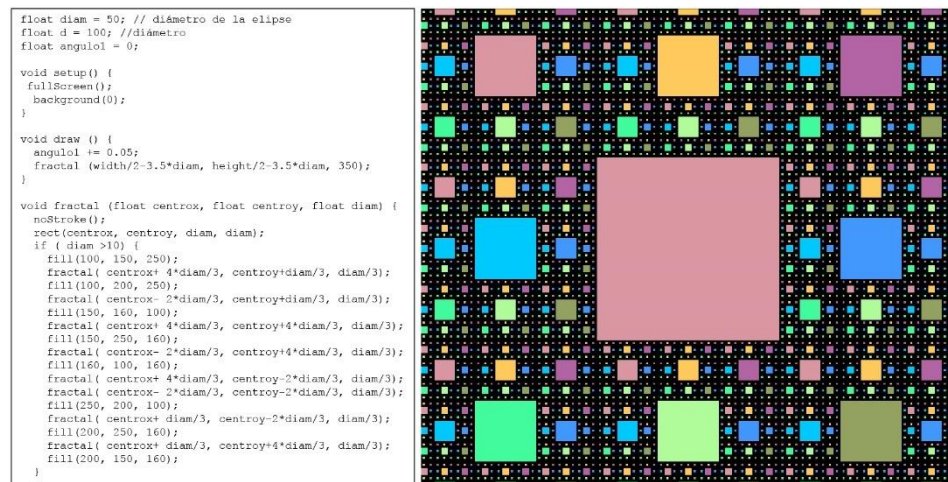 float diam = 50; // diámetro de la elipse
float d = 100; //diámetro
float angulo1 = 0;
void setup() {
fullScreen();
background(0);
}
void draw () {
angulo1 += 0.05;
fractal (width/2-3.5*diam, height/2-3.5*diam, 350);
}
void fractal (float centrox, float centroy, float diam) {
noStroke();
rect(centrox, centroy, diam, diam);
if ( diam >10) {
fill(100, 150, 250);
fractal( centrox+ 4*diam/3, centroy+diam/3, diam/3);
fill(100, 200, 250);
fractal( centrox- 2*diam/3, centroy+diam/3, diam/3);
fill(150, 160, 100);
fractal( centrox+ 4*diam/3, centroy+4*diam/3, diam/3);
fill(150, 250, 160);
fractal( centrox- 2*diam/3, centroy+4*diam/3, diam/3);
fill(160, 100, 160);
fractal( centrox+ 4*diam/3, centroy-2*diam/3, diam/3);
fractal( centrox- 2*diam/3, centroy-2*diam/3, diam/3);
fill(250, 200, 100);
fractal( centrox+ diam/3, centroy-2*diam/3, diam/3);
fill(200, 250, 160);
fractal( centrox+ diam/3, centroy+4*diam/3, diam/3);
fill(200, 150, 160);
}